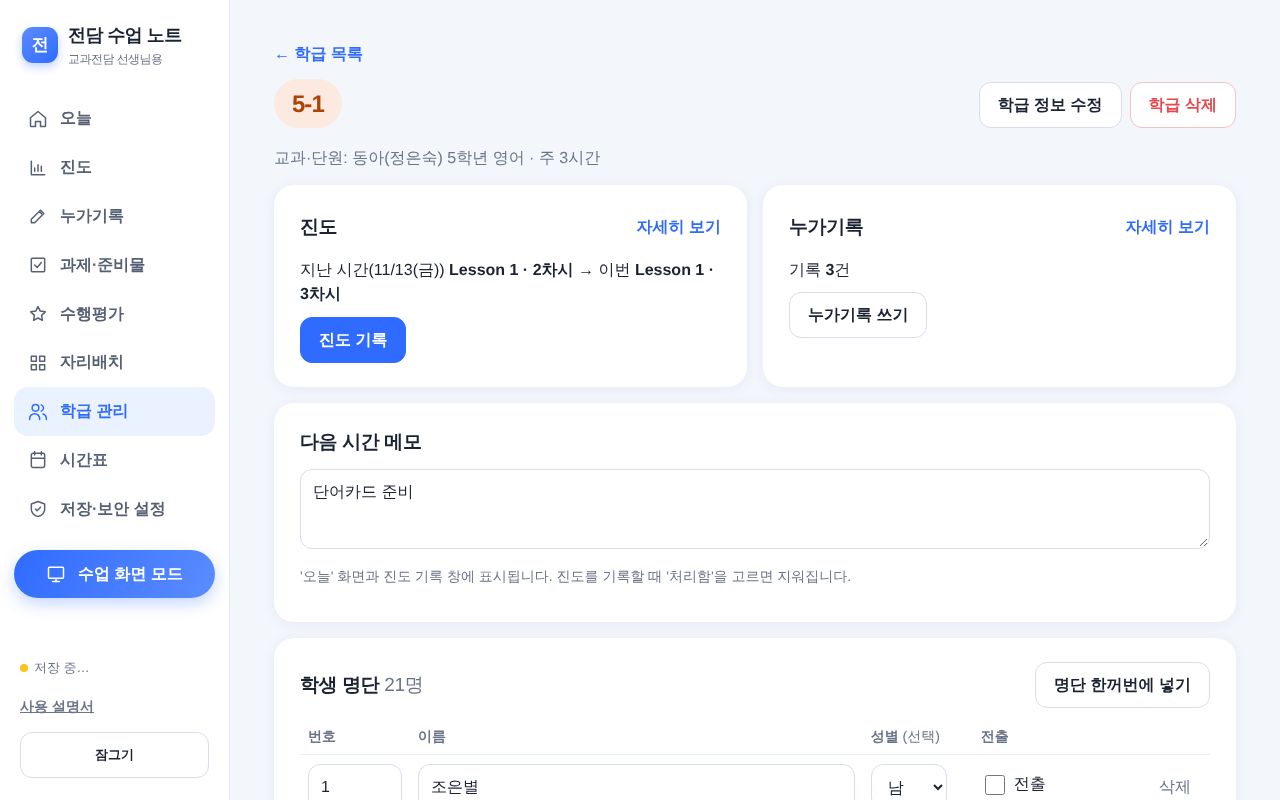 전
전담 수업 노트
교과전담 선생님용
오늘
진도
누가기록
과제·준비물
수행평가
자리배치
학급 관리
시간표
저장·보안 설정
수업 화면 모드
저장 중…
사용 설명서
잠그기
← 학급 목록
5-1
학급 정보 수정
학급 삭제
교과·단원: 동아(정은숙) 5학년 영어 · 주 3시간
진도
자세히 보기
지난 시간(11/13(금)) Lesson 1 · 2차시 → 이번 Lesson 1 ·
3차시
진도 기록
누가기록
자세히 보기
기록 3건
누가기록 쓰기
다음 시간 메모
단어카드 준비
'오늘' 화면과 진도 기록 창에 표시됩니다. 진도를 기록할 때 '처리함'을 고르면 지워집니다.
학생 명단 21명
명단 한꺼번에 넣기
번호 이름 성별 (선택) 전출
1 조은별 남 전출 삭제